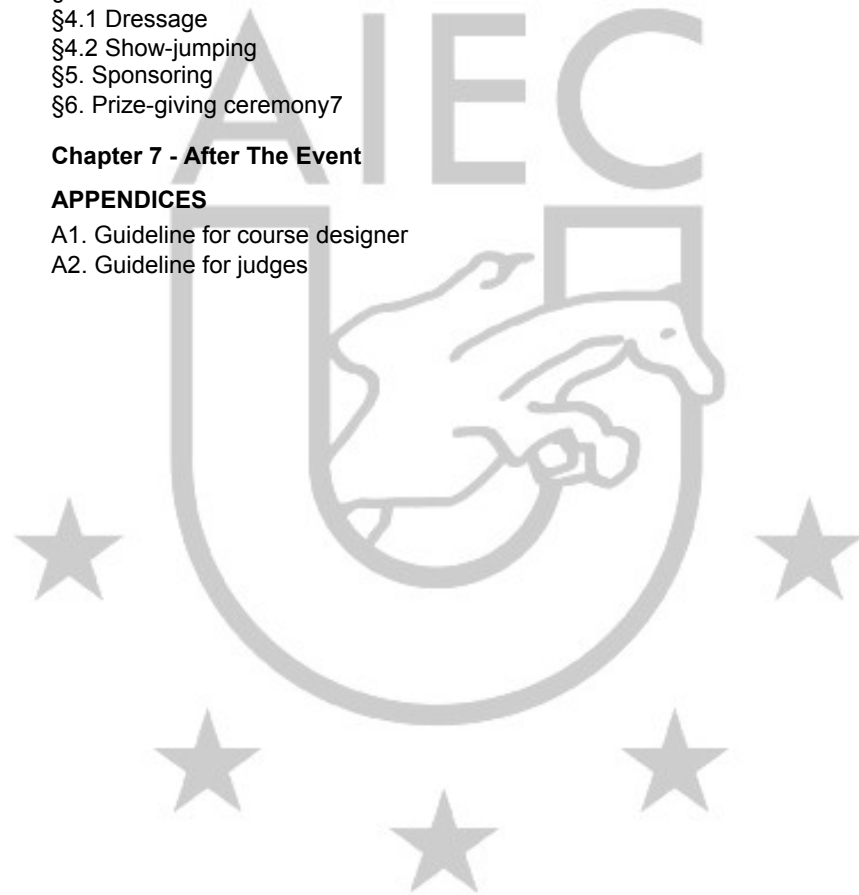 §4.1 Dressage
§4.2 Show-jumping
§5. Sponsoring
§6. Prize-giving ceremony7
Chapter 7 - After The Event
APPENDICES
A1. Guideline for course designer
A2. Guideline for judges
AIEC